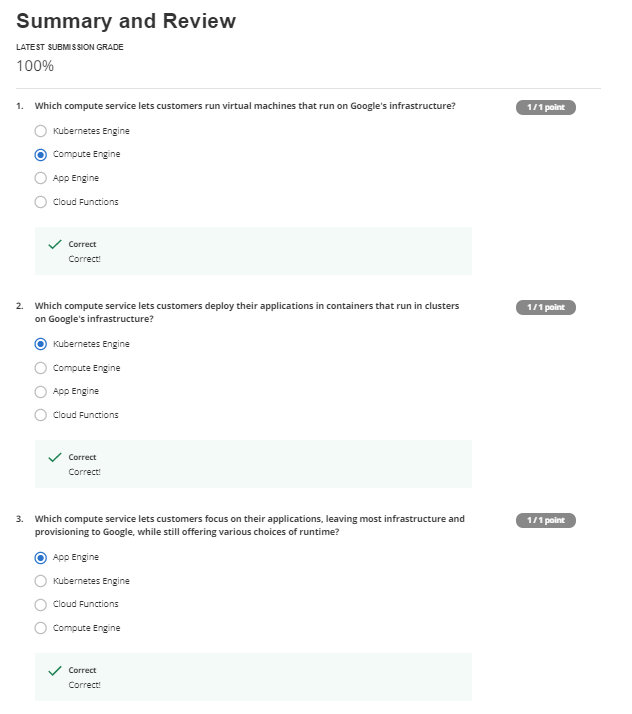 Summary and Review
LATEST SUBMISSION GRADE
100%
1. Which compute service lets customers run virtual machines that run on Google's infrastructure?
1 / 1 point
Kubernetes Engine
Compute Engine
App Engine
Cloud Functions
Correct
Correct!
2. Which compute service lets customers deploy their applications in containers that run in clusters
on Google's infrastructure?
1 / 1 point
Kubernetes Engine
Compute Engine
App Engine
Cloud Functions
Correct
Correct!
3. Which compute service lets customers focus on their applications, leaving most infrastructure and
provisioning to Google, while still offering various choices of runtime?
1 / 1 point
App Engine
Kubernetes Engine
Cloud Functions
Compute Engine
Correct
Correct!